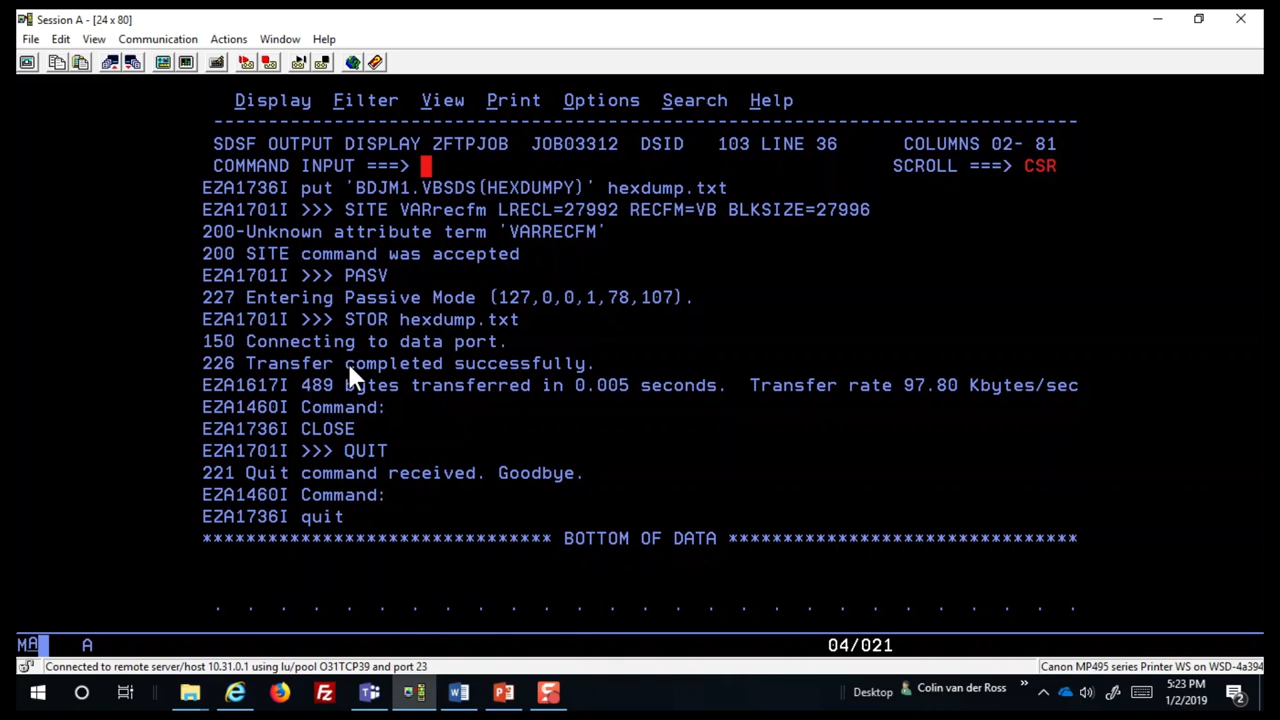 Session A - [24 x 80]
File Edit View Communication Actions Window Help
Display Filter View Print Options Search Help
-------------------------------------------------------------------------------
SDSF OUTPUT DISPLAY ZFTPJOB JOB03312 DSID 103 LINE 36 COLUMNS 02- 81
COMMAND INPUT ===> SCROLL ===> CSR
EZA1736I put 'BDJM1.VBSDS(HEXDUMPY)' hexdump.txt
EZA1701I >>> SITE VARrecfm LRECL=27992 RECFM=VB BLKSIZE=27996
200-Unknown attribute term 'VARRECFM'
200 SITE command was accepted
EZA1701I >>> PASV
227 Entering Passive Mode (127,0,0,1,78,107).
EZA1701I >>> STOR hexdump.txt
150 Connecting to data port.
226 Transfer completed successfully.
EZA1617I 489 bytes transferred in 0.005 seconds. Transfer rate 97.80 Kbytes/sec
EZA1460I Command:
EZA1736I CLOSE
EZA1701I >>> QUIT
221 Quit command received. Goodbye.
EZA1460I Command:
EZA1736I quit
******************************** BOTTOM OF DATA ********************************
. . . . . . . . . . . . . . . . . . . . . . . . . . .
MA A 04/021
Connected to remote server/host 10.31.0.1 using lu/pool O31TCP39 and port 23 Canon MP495 series Printer WS on WSD-4a394
Desktop Colin van der Ross » 5:23 PM
1/2/2019 2